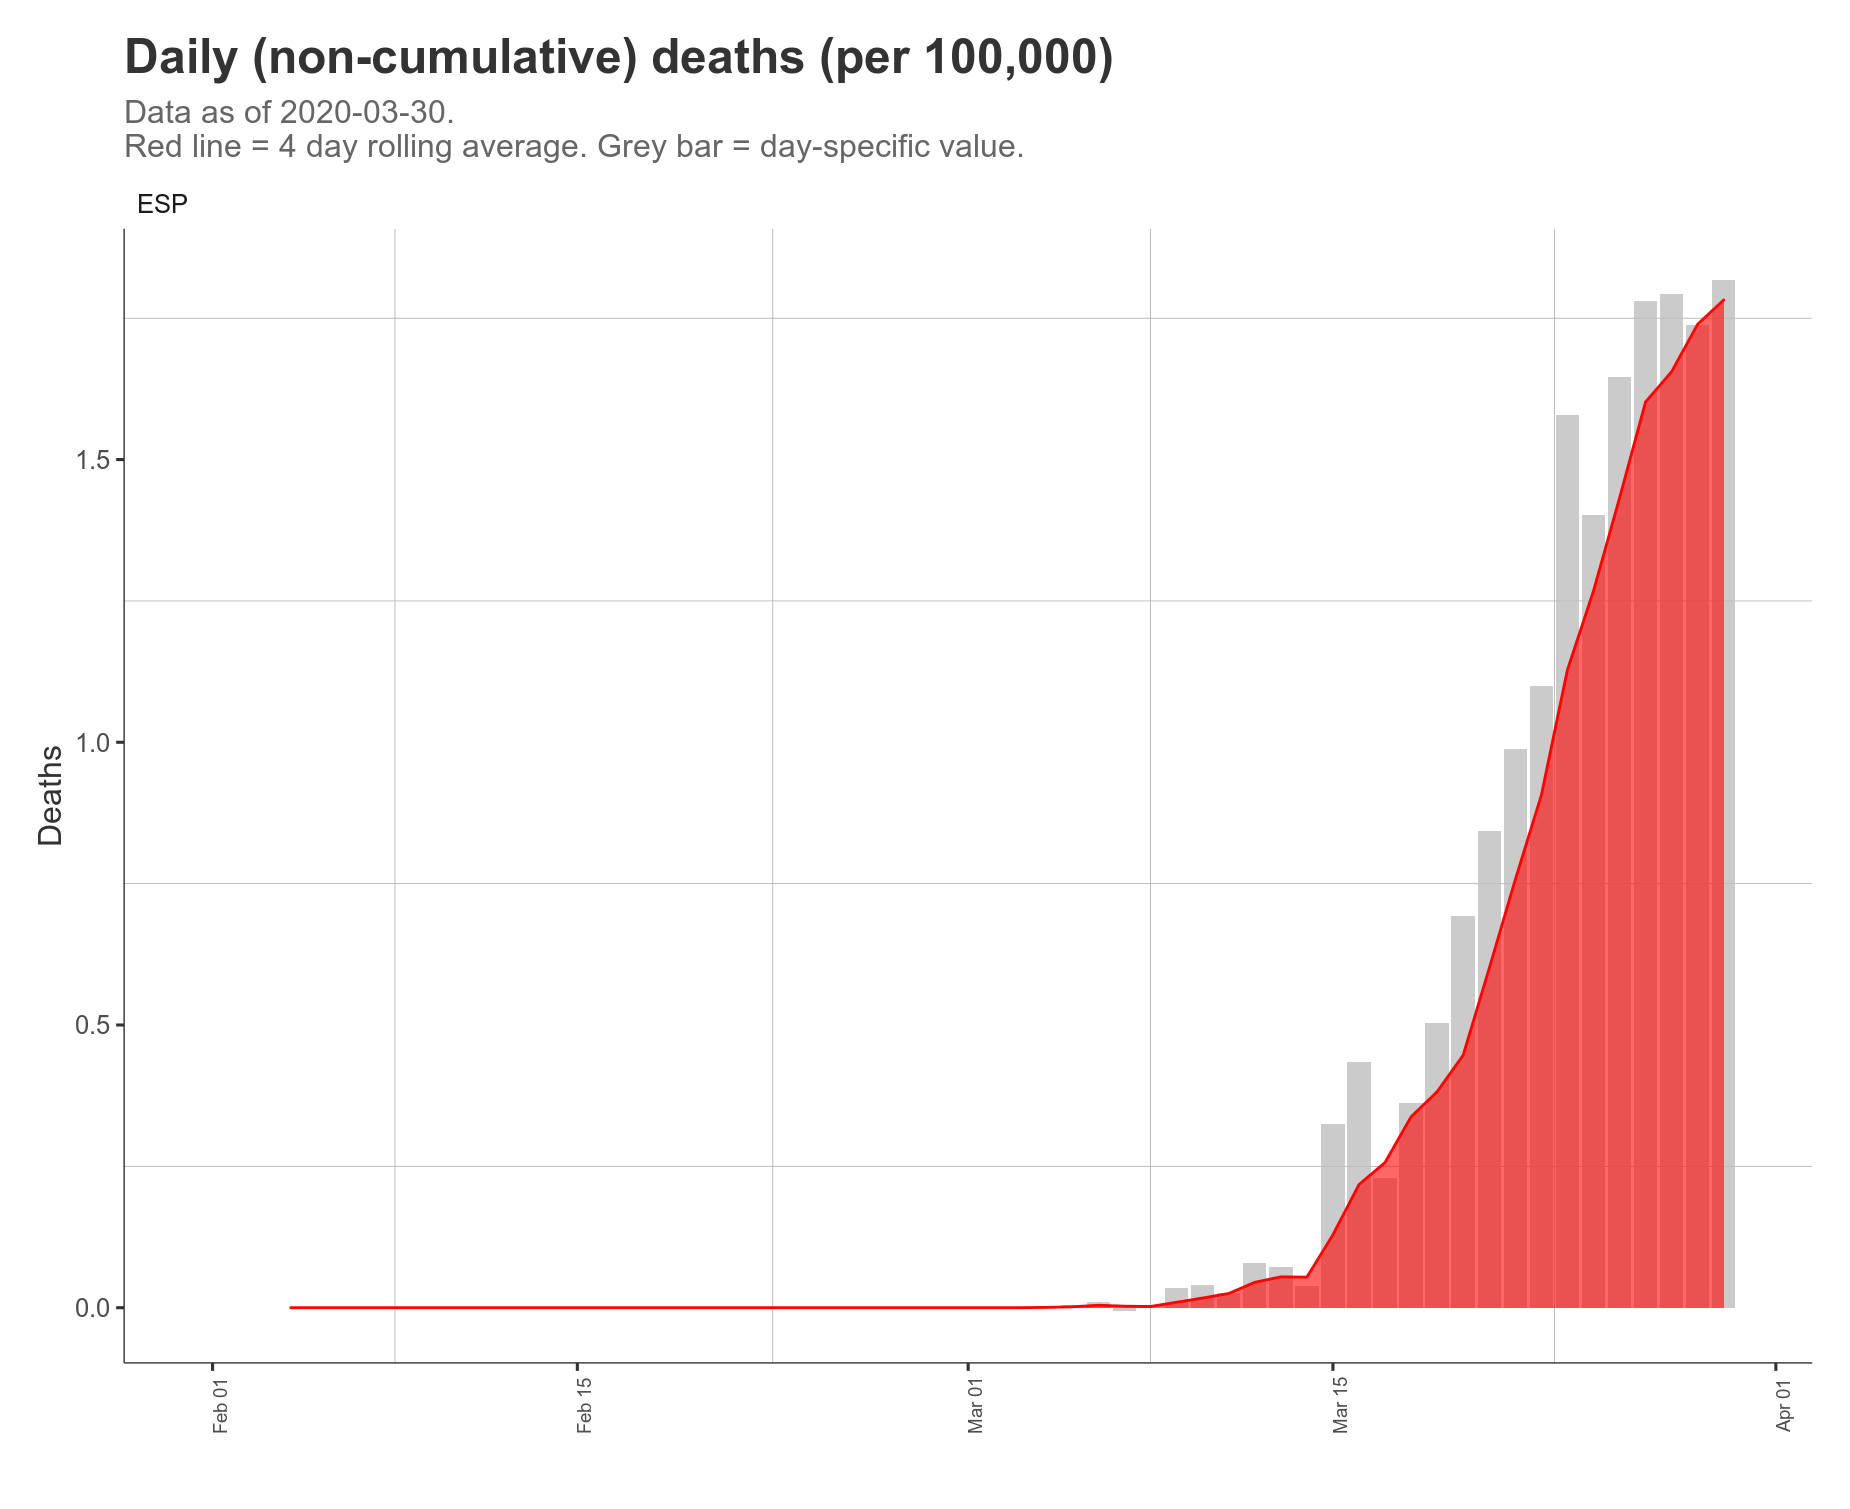 Daily (non-cumulative) deaths (per 100,000)
Data as of 2020-03-30.
Red line = 4 day rolling average. Grey bar = day-specific value.
ESP
1.5
1.0
0.5
0.0
Deaths
Feb 01
Feb 15
Mar 01
Mar 15
Apr 01